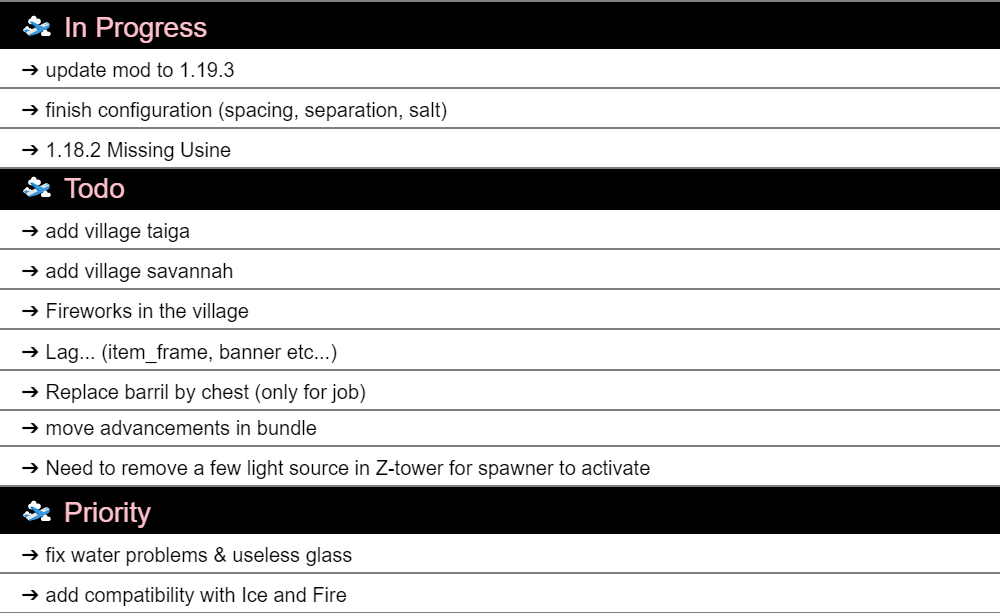 In Progress
➔ update mod to 1.19.3
➔ finish configuration (spacing, separation, salt)
➔ 1.18.2 Missing Usine
Todo
➔ add village taiga
➔ add village savannah
➔ Fireworks in the village
➔ Lag... (item_frame, banner etc...)
➔ Replace barril by chest (only for job)
➔ move advancements in bundle
➔ Need to remove a few light source in Z-tower for spawner to activate
Priority
➔ fix water problems & useless glass
➔ add compatibility with Ice and Fire